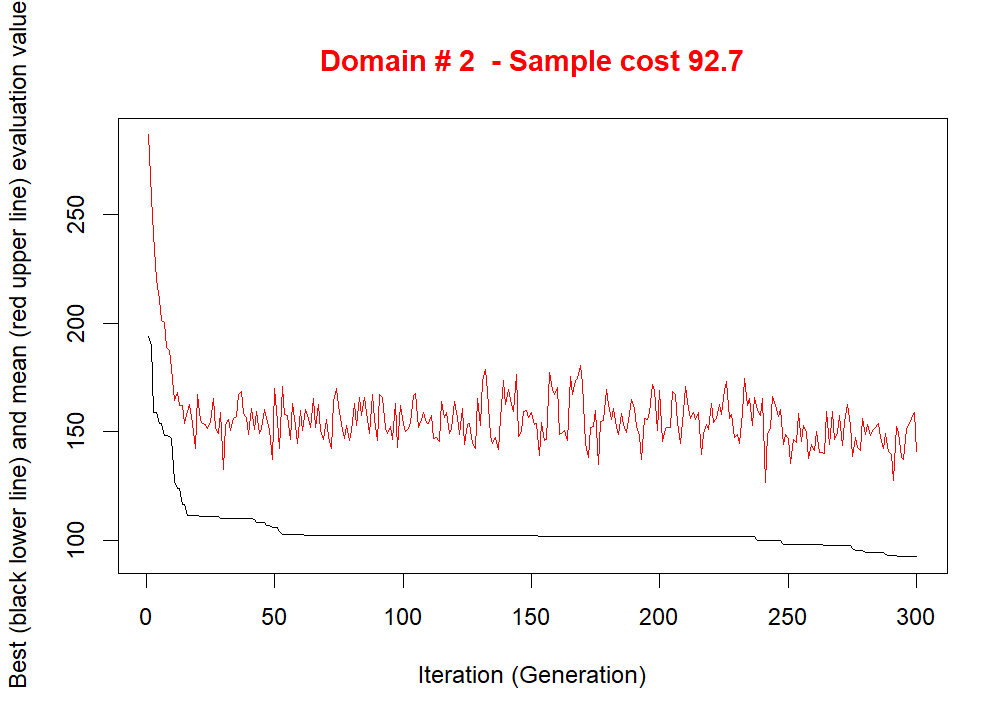 Domain # 2  - Sample cost 92.7
Best (black lower line) and mean (red upper line) evaluation value
250
200
150
100
0 50 100 150 200 250 300
Iteration (Generation)